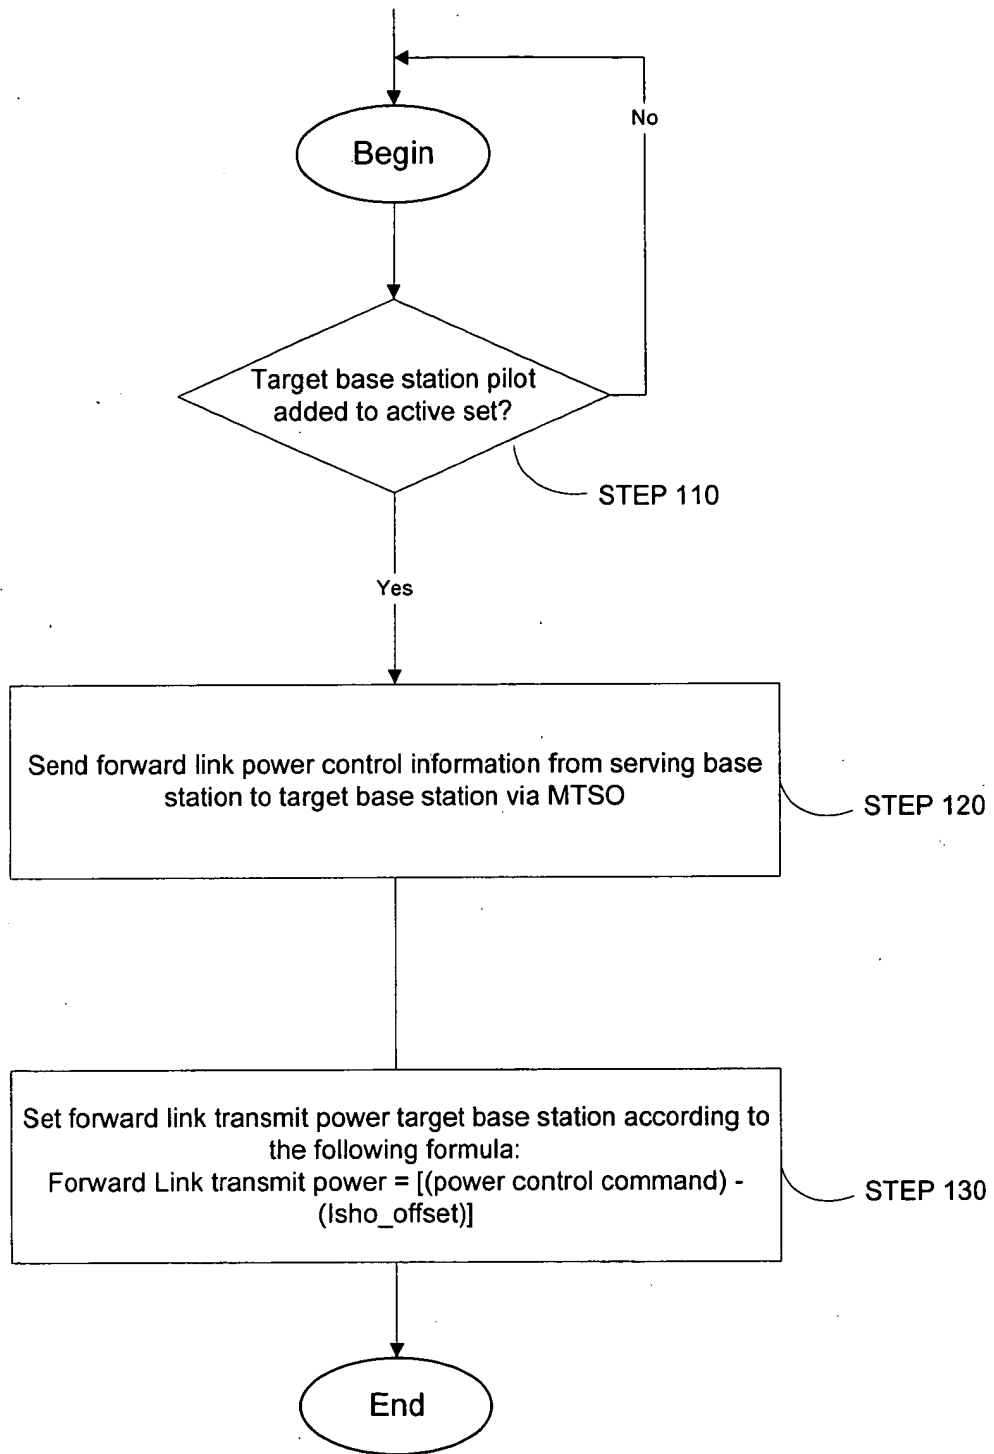 No
Begin
Target base station pilot
added to active set?
STEP 110
Yes
Send forward link power control information from serving base
station to target base station via MTSO
STEP 120
Set forward link transmit power target base station according to
the following formula:
Forward Link transmit power = [(power control command) -
(lsho_offset)]
STEP 130
End